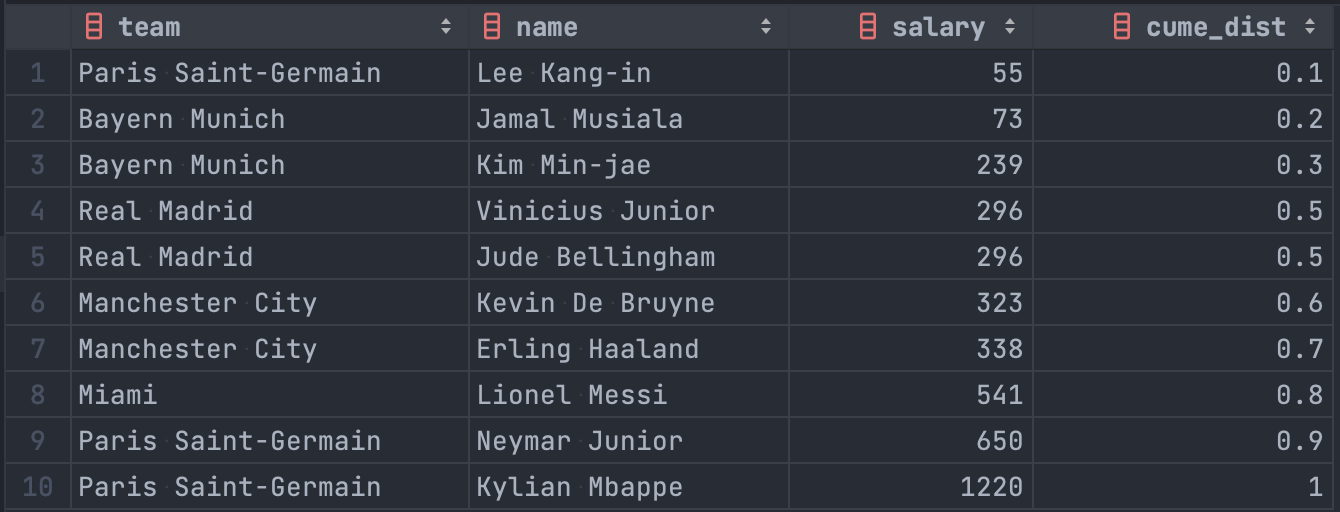 team name salary cume_dist
1 Paris Saint-Germain Lee Kang-in 55 0.1
2 Bayern Munich Jamal Musiala 73 0.2
3 Bayern Munich Kim Min-jae 239 0.3
4 Real Madrid Vinicius Junior 296 0.5
5 Real Madrid Jude Bellingham 296 0.5
6 Manchester City Kevin De Bruyne 323 0.6
7 Manchester City Erling Haaland 338 0.7
8 Miami Lionel Messi 541 0.8
9 Paris Saint-Germain Neymar Junior 650 0.9
10 Paris Saint-Germain Kylian Mbappe 1220 1